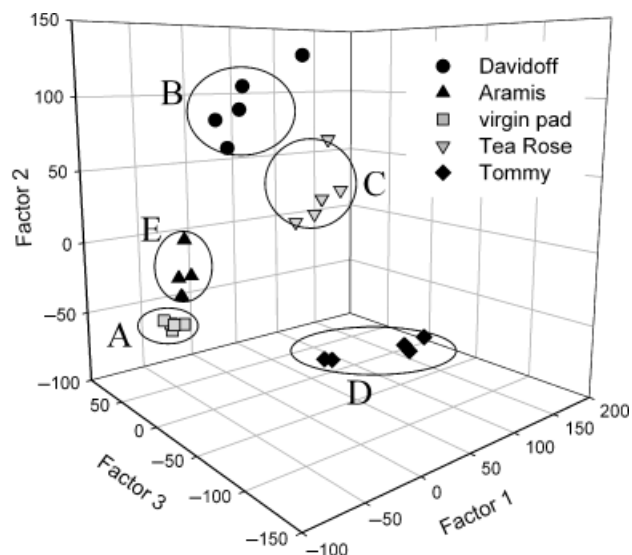 150
100
50
0
−50
−100
Factor 2
B
C
E
A
D
Davidoff
Aramis
virgin pad
Tea Rose
Tommy
50
0
−50
−100
−150
Factor 3
−100
−50
0
50
100
150
200
Factor 1